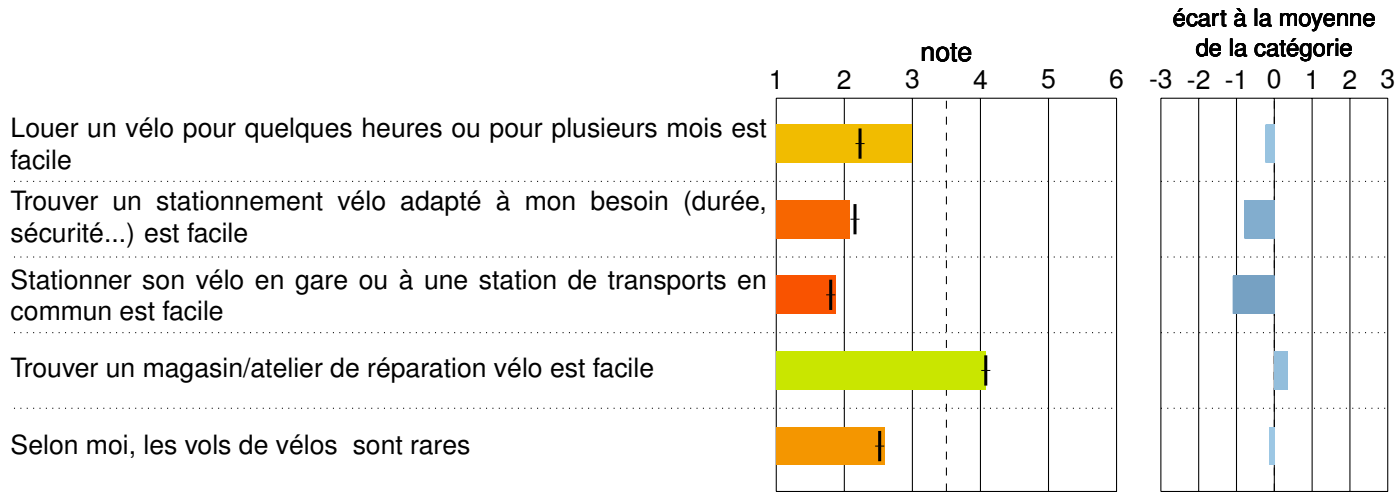 écart à la moyenne
de la catégorie
note
1 2 3 4 5 6
-3 -2 -1 0 1 2 3
Louer un vélo pour quelques heures ou pour plusieurs mois est
facile
Trouver un stationnement vélo adapté à mon besoin (durée,
sécurité...) est facile
Stationner son vélo en gare ou à une station de transports en
commun est facile
Trouver un magasin/atelier de réparation vélo est facile
Selon moi, les vols de vélos sont rares